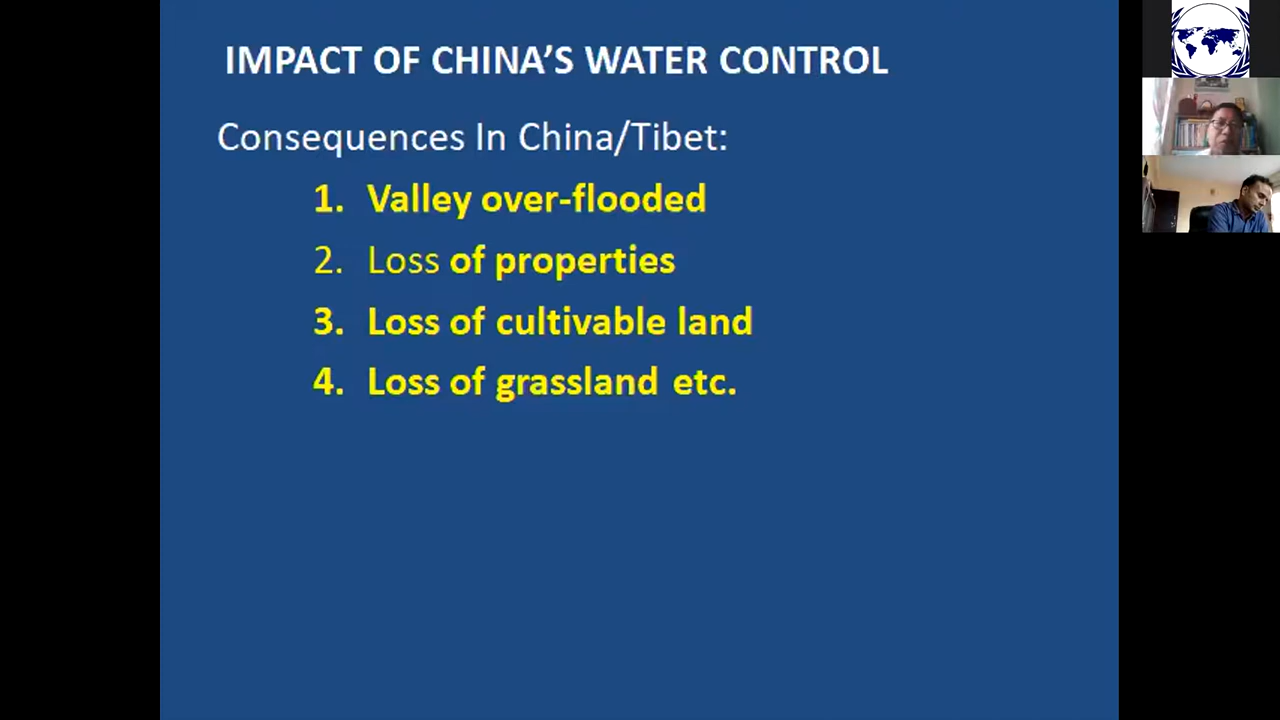 IMPACT OF CHINA’S WATER CONTROL
Consequences In China/Tibet:
1. Valley over-flooded
2. Loss of properties
3. Loss of cultivable land
4. Loss of grassland etc.